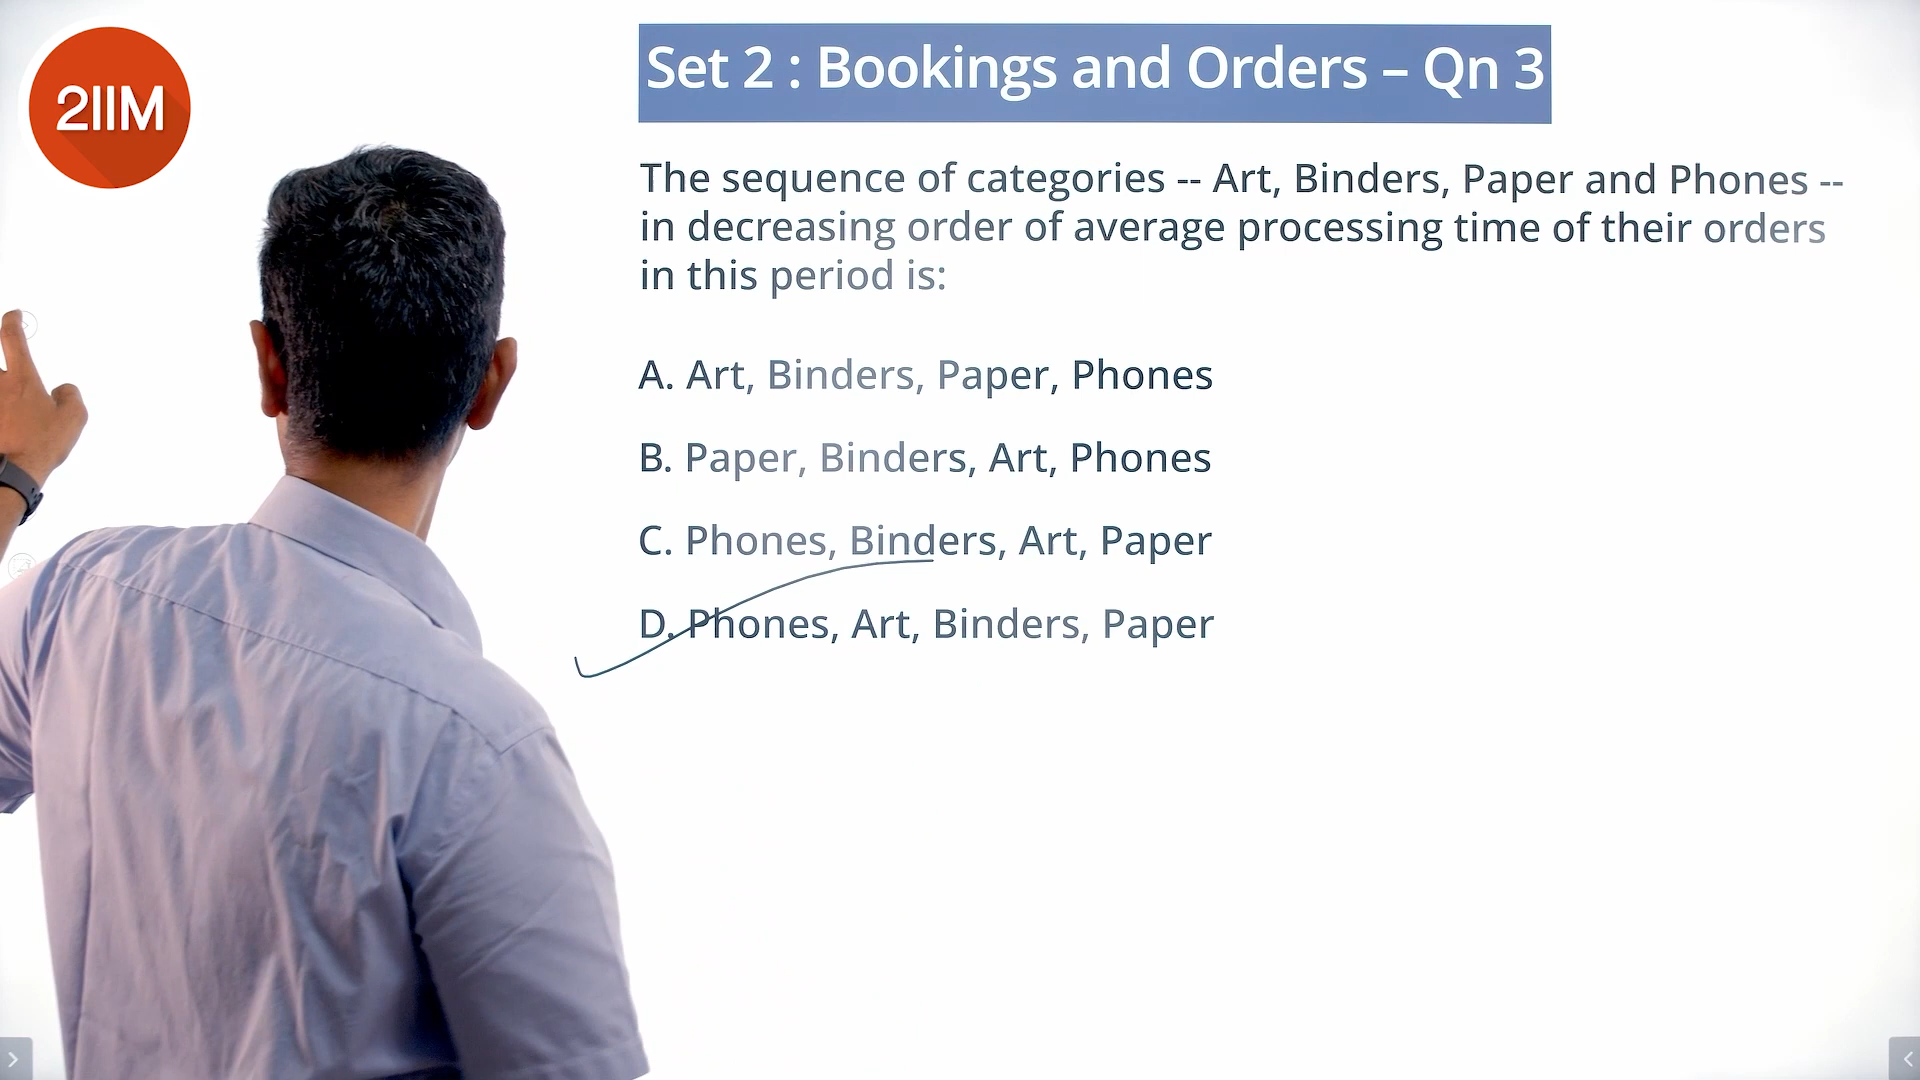 2IIM
Set 2 : Bookings and Orders – Qn 3
The sequence of categories -- Art, Binders, Paper and Phones --
in decreasing order of average processing time of their orders
in this period is:
A. Art, Binders, Paper, Phones
B. Paper, Binders, Art, Phones
C. Phones, Binders, Art, Paper
D. Phones, Art, Binders, Paper